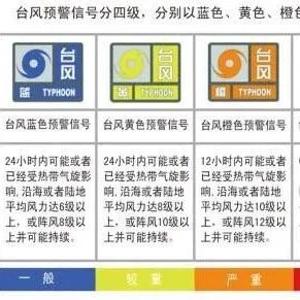 台风预警信号分四级，分别以蓝色、黄色、橙
台风
蓝 TYPHOON
台风
黄 TYPHOON
台风
橙 TYPHOON
台风蓝色预警信号
台风黄色预警信号
台风橙色预警信号
24小时内可能或者
已经受热带气旋影
响,沿海或者陆地
平均风力达6级以
上，或阵风8级以
上并可能持续。
24小时内可能或者
已经受热带气旋影
响,沿海或者陆地
平均风力达8级以
上，或阵风10级以
上并可能持续。
12小时内可能或者
已经受热带气旋影
响,沿海或者陆地
平均风力达10级以
上，或阵风12级以
上并可能持续。
一般
较重
严重